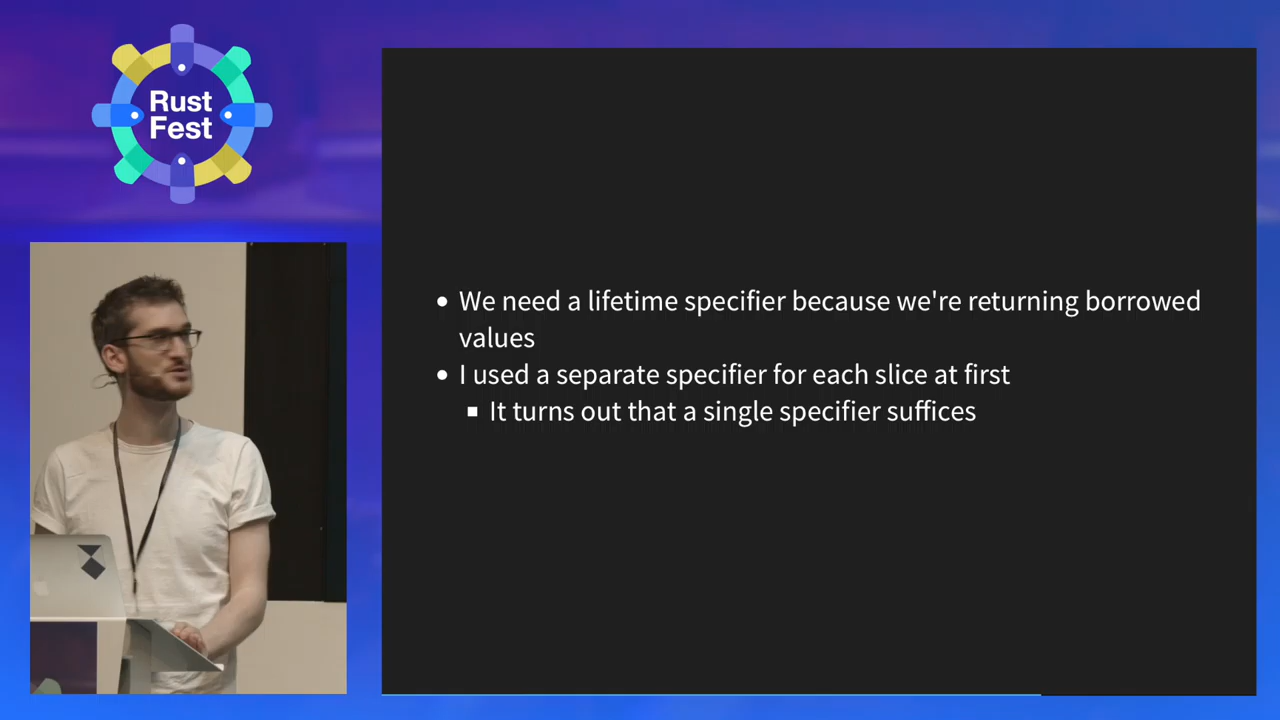 Rust
Fest
We need a lifetime specifier because we're returning borrowed
values
I used a separate specifier for each slice at first
It turns out that a single specifier suffices